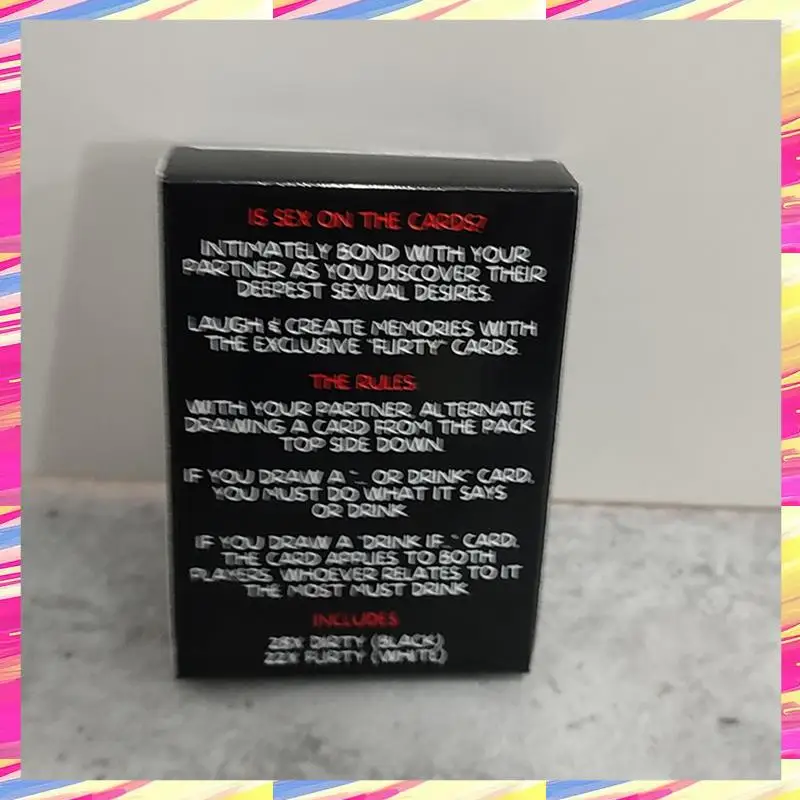 IS SEX ON THE CARDS?
INTIMATELY BOND WITH YOUR
PARTNER AS YOU DISCOVER THEIR
DEEPEST SEXUAL DESIRES.
LAUGH & CREATE MEMORIES WITH
THE EXCLUSIVE "FLIRTY" CARDS.
THE RULES:
WITH YOUR PARTNER, ALTERNATE
DRAWING A CARD FROM THE PACK
TOP SIDE DOWN.
IF YOU DRAW A "... OR DRINK" CARD,
YOU MUST DO WHAT IT SAYS
OR DRINK
IF YOU DRAW A "DRINK IF..." CARD,
THE CARD APPLIES TO BOTH
PLAYERS, WHOEVER RELATES TO IT
THE MOST MUST DRINK
INCLUDES
28X DIRTY (BLACK)
22X FLIRTY (WHITE)